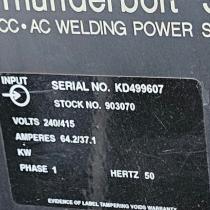 Thunderbolt
CC • AC WELDING POWER S
INPUT
SERIAL NO. KD499607
STOCK NO. 903070
VOLTS 240/415
AMPERES 64.2/37.1
KW
PHASE 1 HERTZ 50
EVIDENCE OF LABEL TAMPERING VOIDS WARRANTY